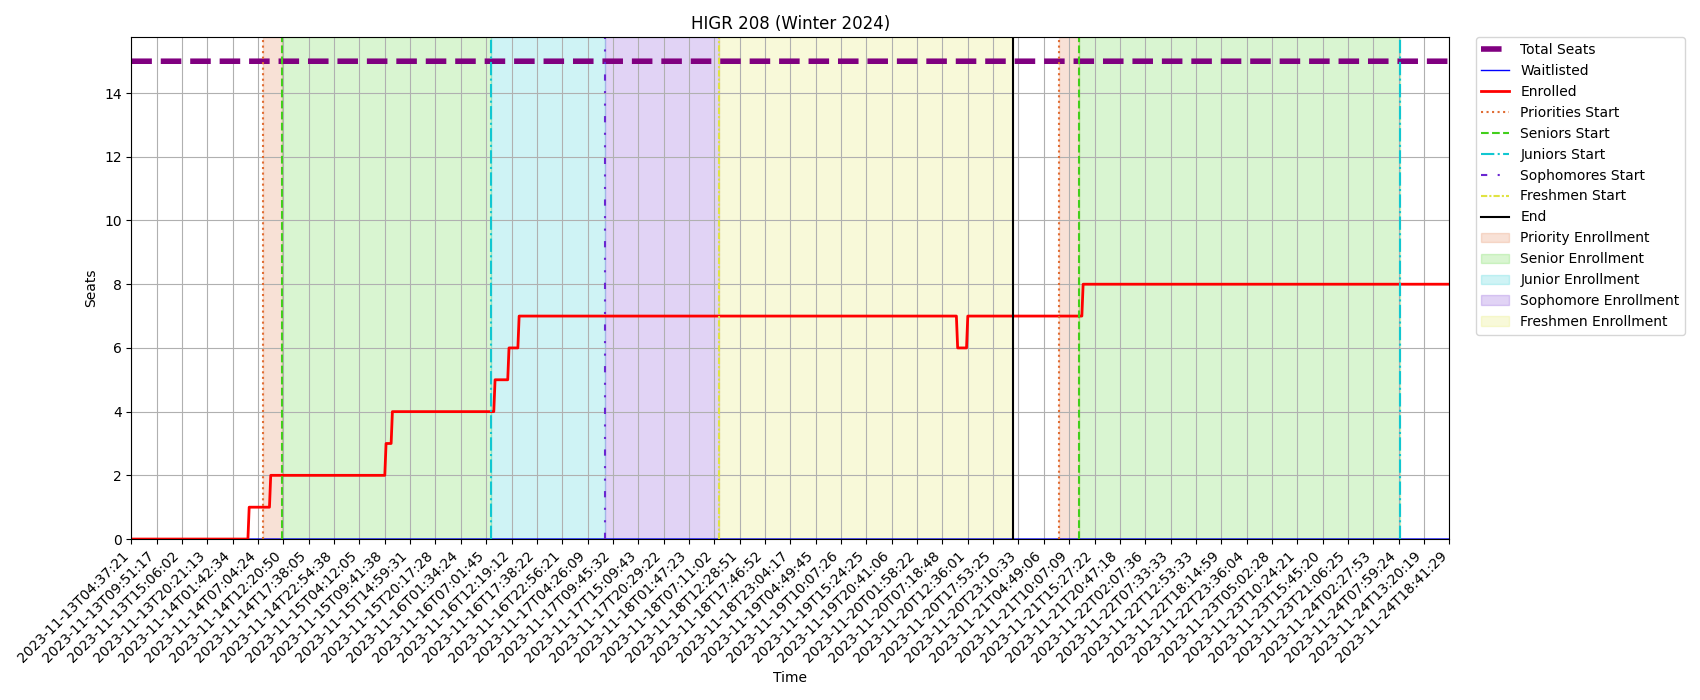 HIGR 208 (Winter 2024)
Total Seats
Waitlisted
Enrolled
Priorities Start
Seniors Start
Juniors Start
Sophomores Start
Freshmen Start
End
Priority Enrollment
Senior Enrollment
Junior Enrollment
Sophomore Enrollment
Freshmen Enrollment
Seats
14
12
10
8
6
4
2
0
2023-11-13T04:37:21
2023-11-13T09:51:17
2023-11-13T15:06:02
2023-11-13T20:21:13
2023-11-14T01:42:34
2023-11-14T07:04:24
2023-11-14T12:20:50
2023-11-14T17:38:05
2023-11-14T22:54:38
2023-11-15T04:12:05
2023-11-15T09:41:38
2023-11-15T14:59:31
2023-11-15T20:17:28
2023-11-16T01:34:24
2023-11-16T07:01:45
2023-11-16T12:19:12
2023-11-16T17:38:22
2023-11-16T22:56:21
2023-11-17T04:26:09
2023-11-17T09:45:32
2023-11-17T15:09:43
2023-11-17T20:29:22
2023-11-18T01:47:23
2023-11-18T07:11:02
2023-11-18T12:28:51
2023-11-18T17:46:52
2023-11-18T23:04:17
2023-11-19T04:49:45
2023-11-19T10:07:26
2023-11-19T15:24:25
2023-11-19T20:41:06
2023-11-20T01:58:22
2023-11-20T07:18:48
2023-11-20T12:36:01
2023-11-20T17:53:25
2023-11-20T23:10:33
2023-11-21T04:49:06
2023-11-21T10:07:09
2023-11-21T15:27:22
2023-11-21T20:47:18
2023-11-22T02:07:36
2023-11-22T07:33:33
2023-11-22T12:53:33
2023-11-22T18:14:59
2023-11-22T23:36:04
2023-11-23T05:02:28
2023-11-23T10:24:21
2023-11-23T15:45:20
2023-11-23T21:06:25
2023-11-24T02:27:53
2023-11-24T07:59:24
2023-11-24T13:20:19
2023-11-24T18:41:29
Time